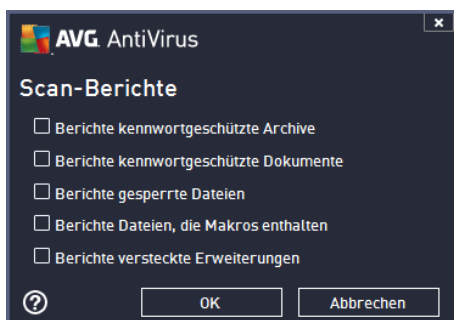 AVG AntiVirus
Scan-Berichte
Berichte kennwortgeschützte Archive
Berichte kennwortgeschützte Dokumente
Berichte gesperrte Dateien
Berichte Dateien, die Makros enthalten
Berichte versteckte Erweiterungen
? OK Abbrechen